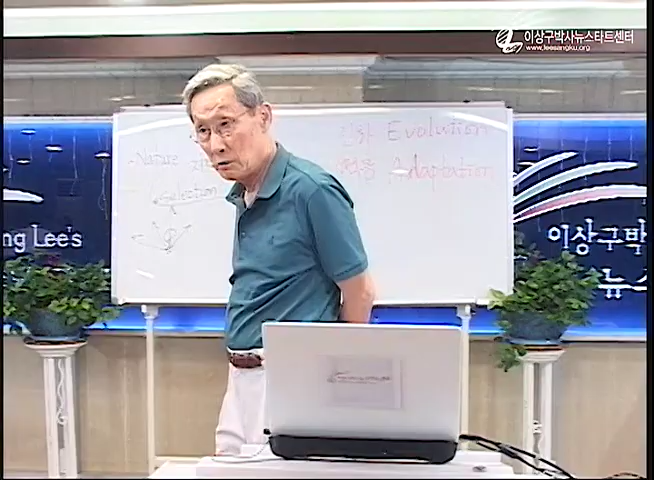 이상구박사뉴스타트센터
www.leesangku.org
진화 Evolution
Nature
적응 Adaptation
Selection
ng Lee's
이상구박
뉴스